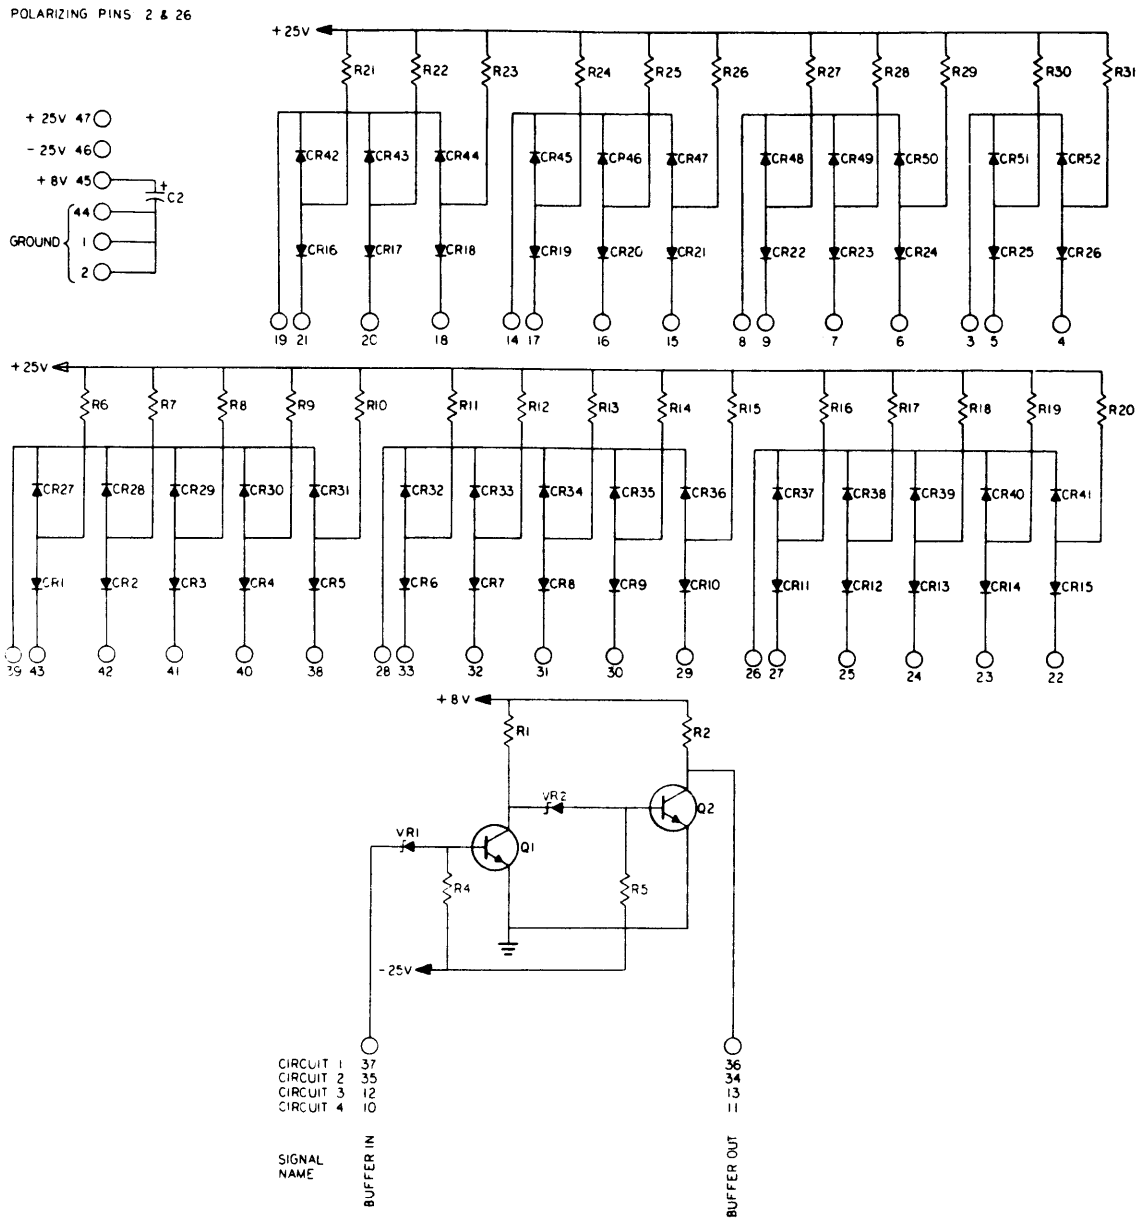 POLARIZING PINS 2 & 26
+25V
R21 R22 R23 R24 R25 R26 R27 R28 R29 R30 R31
+ 25V 47
- 25V 46
+ 8V 45
+
C2
44
GROUND 1
2
CR42 CR43 CR44 CR45 CR46 CR47 CR48 CR49 CR50 CR51 CR52
CR16 CR17 CR18 CR19 CR20 CR21 CR22 CR23 CR24 CR25 CR26
19 21 20 18 14 17 16 15 8 9 7 6 3 5 4
+25V
R6 R7 R8 R9 R10 R11 R12 R13 R14 R15 R16 R17 R18 R19 R20
CR27 CR28 CR29 CR30 CR31 CR32 CR33 CR34 CR35 CR36 CR37 CR38 CR39 CR40 CR41
CR1 CR2 CR3 CR4 CR5 CR6 CR7 CR8 CR9 CR10 CR11 CR12 CR13 CR14 CR15
39 43 42 41 40 38 28 33 32 31 30 29 26 27 25 24 23 22
+8V
R1 R2
VR2
Q2
VR1
Q1
R4 R5
-25V
CIRCUIT 1 37 36
CIRCUIT 2 35 34
CIRCUIT 3 12 13
CIRCUIT 4 10 11
SIGNAL
NAME
BUFFER IN
BUFFER OUT